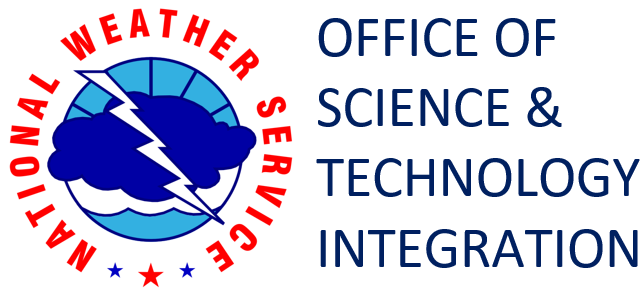 NATIONAL WEATHER SERVICE
OFFICE OF
SCIENCE &
TECHNOLOGY
INTEGRATION